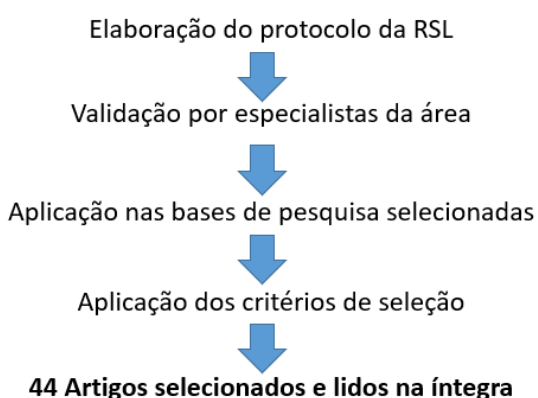 Elaboração do protocolo da RSL
Validação por especialistas da área
Aplicação nas bases de pesquisa selecionadas
Aplicação dos critérios de seleção
44 Artigos selecionados e lidos na íntegra